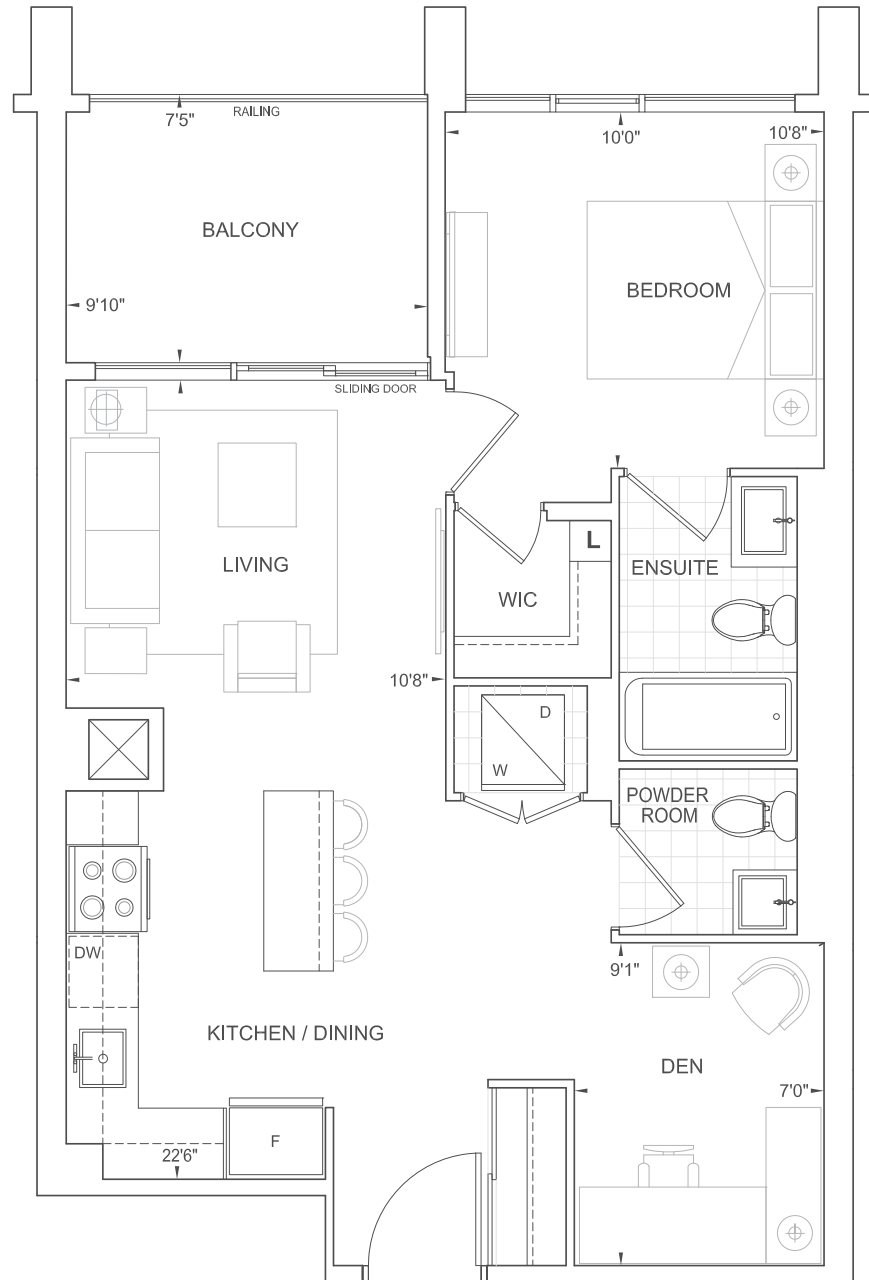 RAILING
7'5"
10'0"
10'8"
BALCONY
BEDROOM
9'10"
SLIDING DOOR
L
LIVING
ENSUITE
WIC
10'8"
D
W
POWDER
ROOM
DW
9'1"
KITCHEN / DINING
DEN
7'0"
F
22'6"